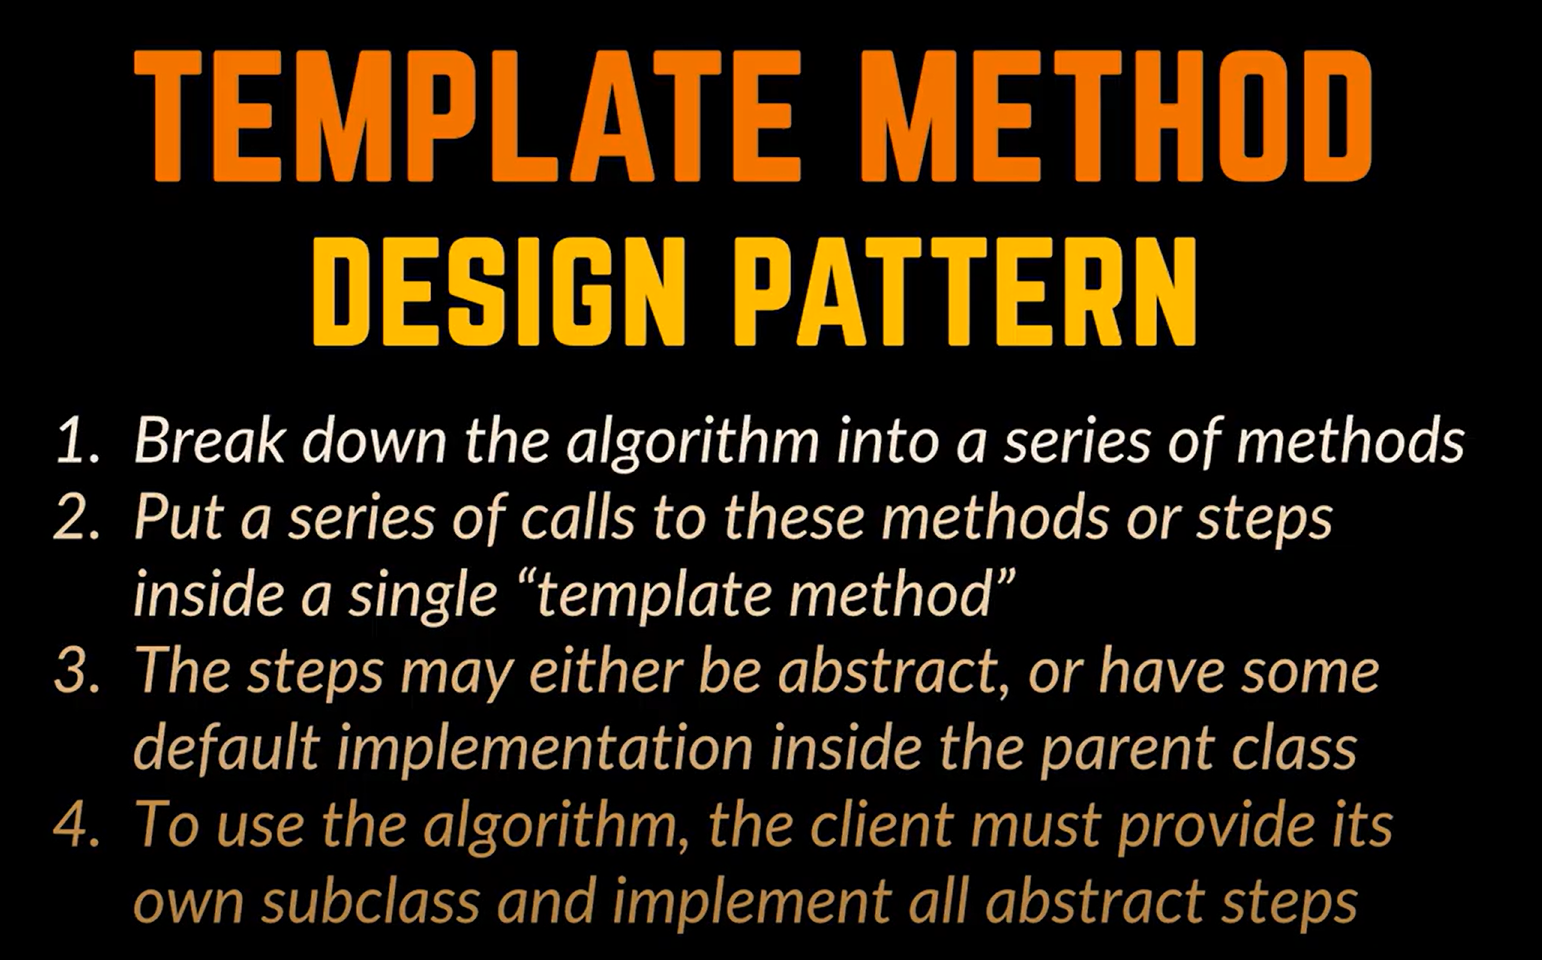 TEMPLATE METHOD
DESIGN PATTERN
1. Break down the algorithm into a series of methods
2. Put a series of calls to these methods or steps
inside a single “template method”
3. The steps may either be abstract, or have some
default implementation inside the parent class
4. To use the algorithm, the client must provide its
own subclass and implement all abstract steps